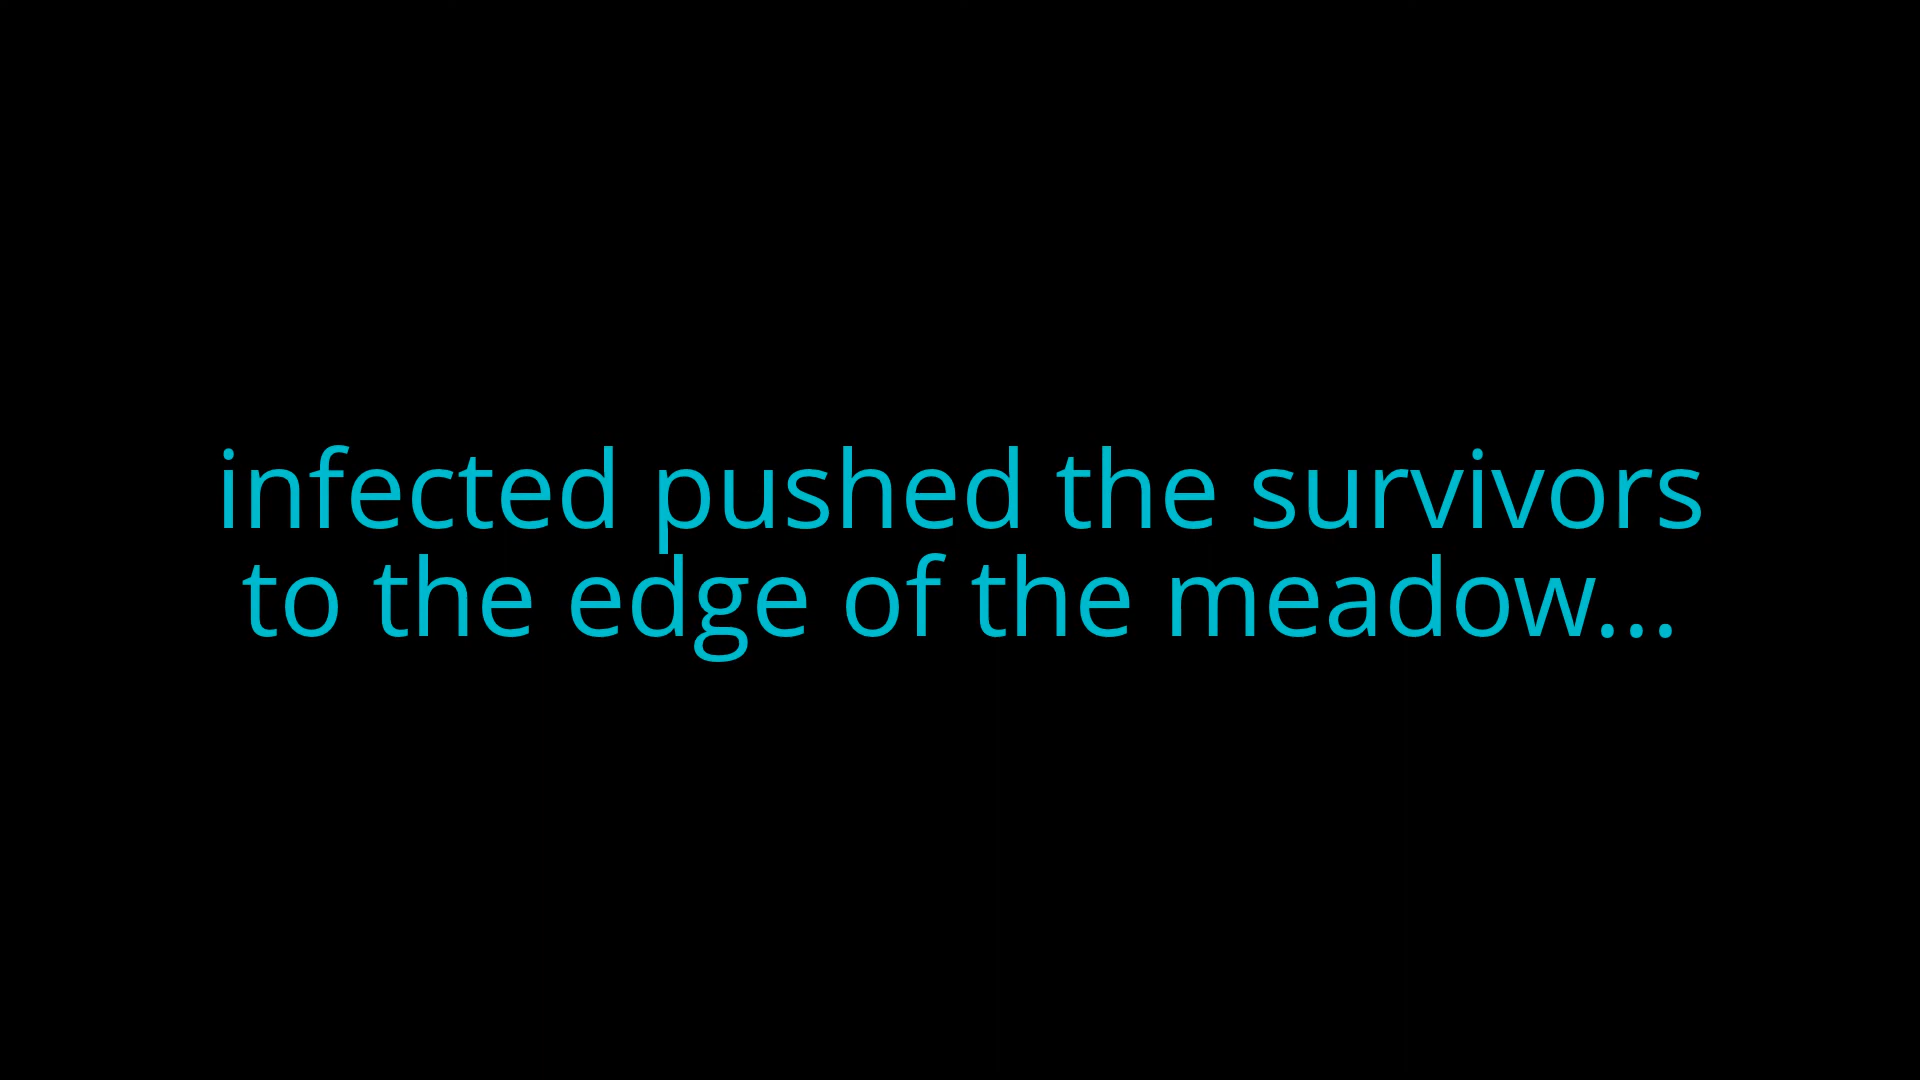 infected pushed the survivors
to the edge of the meadow...